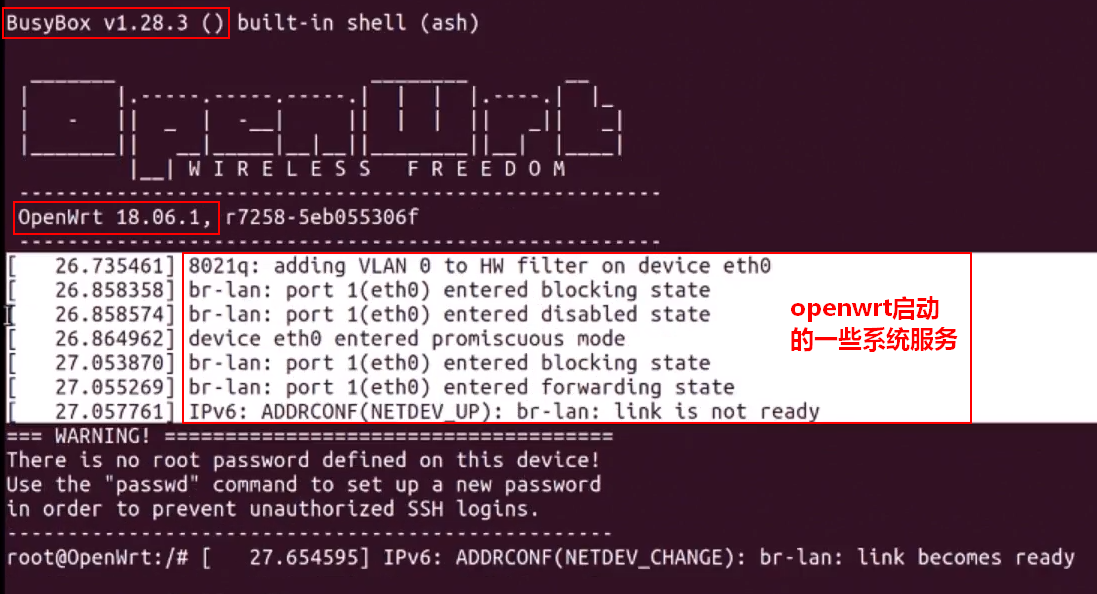 BusyBox v1.28.3 () built-in shell (ash)
OpenWrt
W I R E L E S S   F R E E D O M
-----------------------------------------------------
OpenWrt 18.06.1, r7258-5eb055306f
-----------------------------------------------------
[   26.735461] 8021q: adding VLAN 0 to HW filter on device eth0
[   26.858358] br-lan: port 1(eth0) entered blocking state
[   26.858574] br-lan: port 1(eth0) entered disabled state
[   26.864962] device eth0 entered promiscuous mode
[   27.053870] br-lan: port 1(eth0) entered blocking state
[   27.055269] br-lan: port 1(eth0) entered forwarding state
[   27.057761] IPv6: ADDRCONF(NETDEV_UP): br-lan: link is not ready
openwrt启动
的一些系统服务
=== WARNING! =====================================
There is no root password defined on this device!
Use the "passwd" command to set up a new password
in order to prevent unauthorized SSH logins.
--------------------------------------------------
root@OpenWrt:/# [   27.654595] IPv6: ADDRCONF(NETDEV_CHANGE): br-lan: link becomes ready